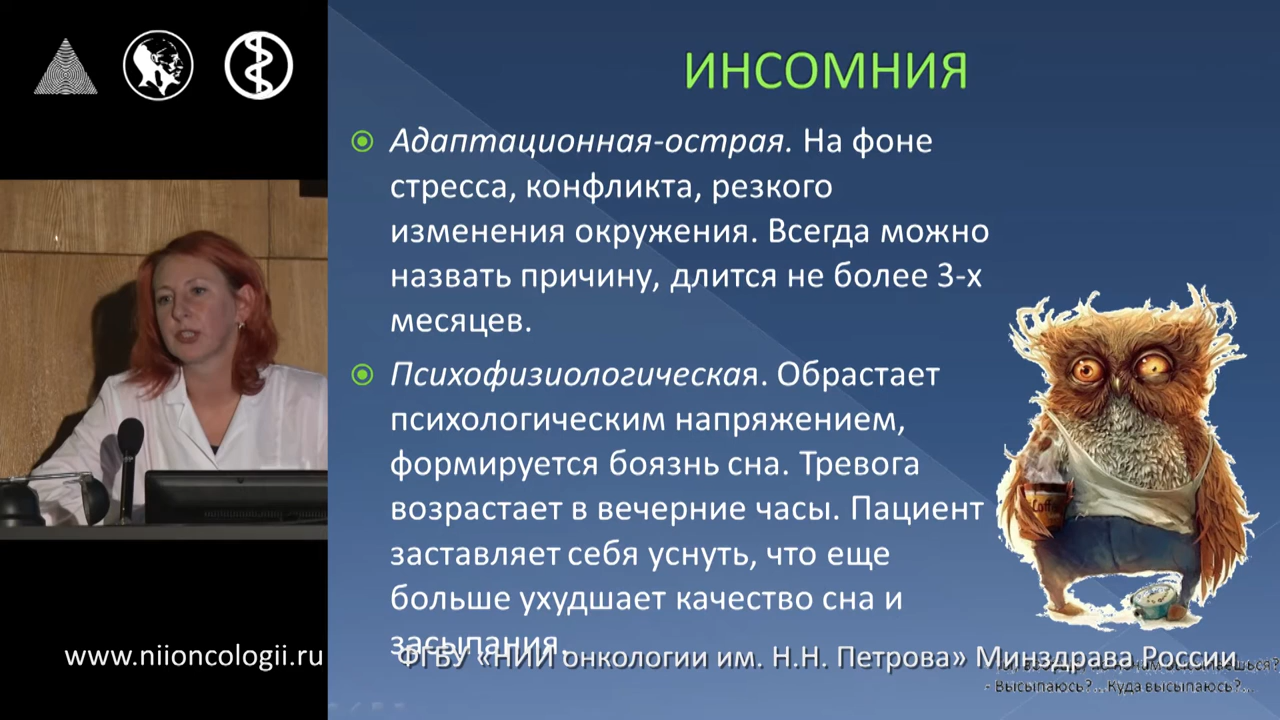 ИНСОМНИЯ
Адаптационная-острая. На фоне
стресса, конфликта, резкого
изменения окружения. Всегда можно
назвать причину, длится не более 3-х
месяцев.
Психофизиологическая. Обрастает
психологическим напряжением,
формируется боязнь сна. Тревога
возрастает в вечерние часы. Пациент
заставляет себя уснуть, что еще
больше ухудшает качество сна и
засыпания.
Coffee
www.niioncologii.ru
ФГБУ «НИИ онкологии им. Н.Н. Петрова» Минздрава России
высыпаешься?
- Высыпаюсь?...Куда высыпаюсь?...